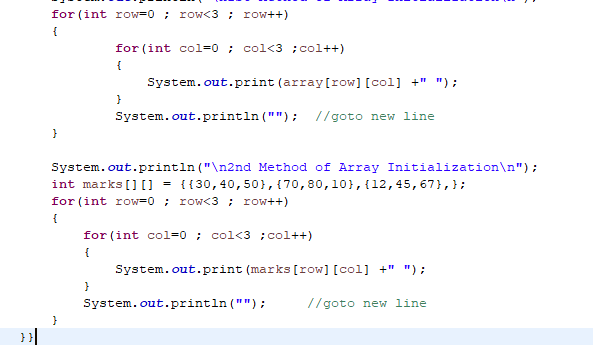 for(int row=0 ; row<3 ; row++)
{
for(int col=0 ; col<3 ;col++)
{
System.out.print(array[row][col] +" ");
}
System.out.println(""); //goto new line
}
System.out.println("\n2nd Method of Array Initialization\n");
int marks[][] = {{30,40,50},{70,80,10},{12,45,67},};
for(int row=0 ; row<3 ; row++)
{
for(int col=0 ; col<3 ;col++)
{
System.out.print(marks[row][col] +" ");
}
System.out.println(""); //goto new line
}
}}